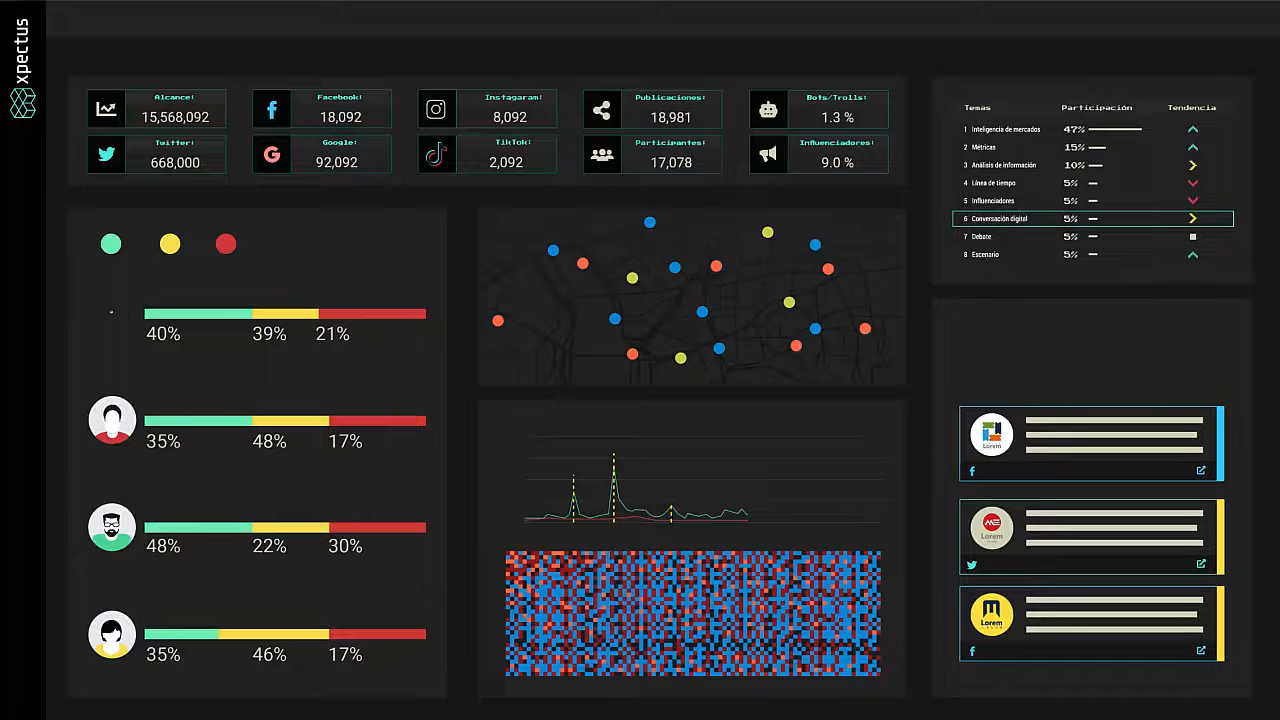 xpectus
Alcance:
15,568,092
Facebook:
18,092
Instagaram:
8,092
Publicaciones:
18,981
Bots/Trolls:
1.3 %
Twitter:
668,000
Google:
92,092
TikTok:
2,092
Participantes:
17,078
Influenciadores:
9.0 %
Temas Participación Tendencia
1 Inteligencia de mercados 47%
2 Métricas 15%
3 Análisis de información 10%
4 Línea de tiempo 5%
5 Influenciadores 5%
6 Conversación digital 5%
7 Debate 5%
8 Escenario 5%
40% 39% 21%
35% 48% 17%
48% 22% 30%
35% 46% 17%
Lorem
Lorem
Lorem